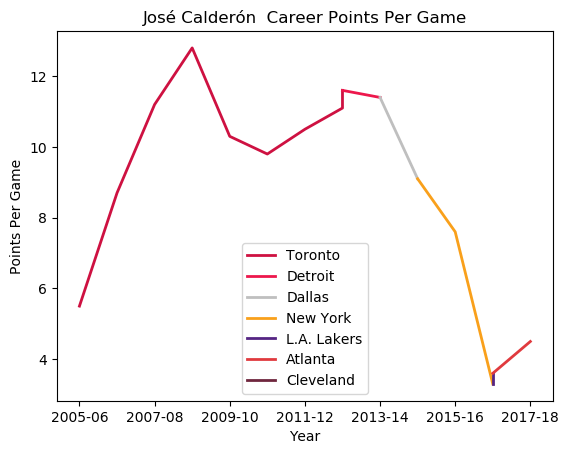 José Calderón  Career Points Per Game
Points Per Game
12
10
8
6
4
Toronto
Detroit
Dallas
New York
L.A. Lakers
Atlanta
Cleveland
2005-06 2007-08 2009-10 2011-12 2013-14 2015-16 2017-18
Year